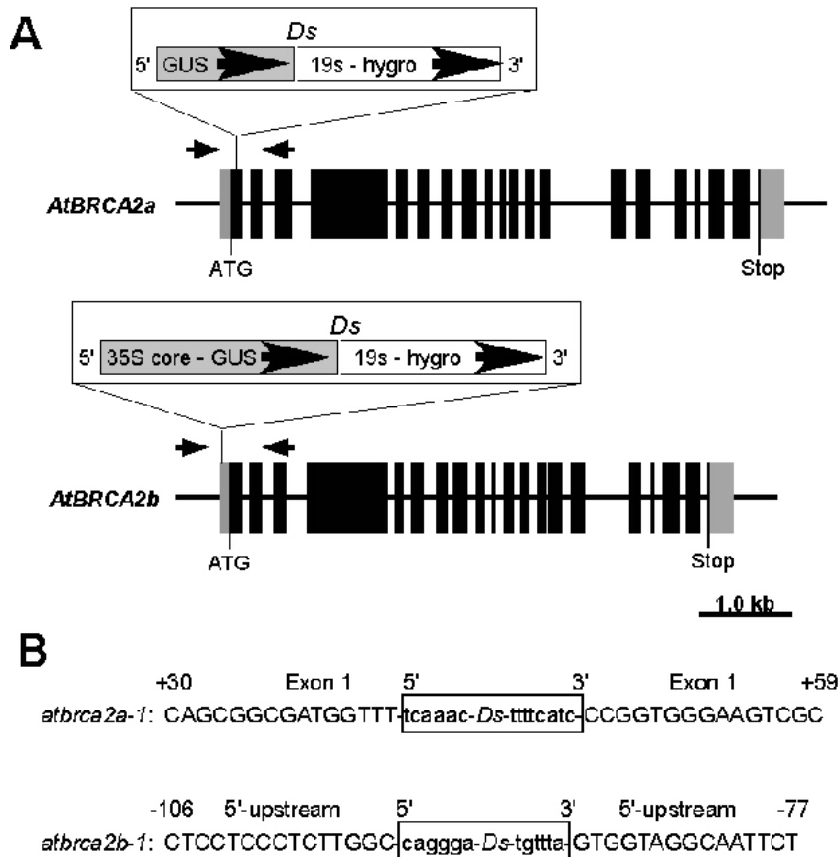 A
Ds
5' GUS 19s - hygro 3'
AtBRCA2a
ATG Stop
Ds
5' 35S core - GUS 19s - hygro 3'
AtBRCA2b
ATG Stop
1.0 kb
B
+30 Exon 1 5' 3' Exon 1 +59
atbrca2a-1: CAGCGGCGATGGTTT-tcaaac-Ds-ttttcatc-CCGGTGGGAAGTCGC
-106 5'-upstream 5' 3' 5'-upstream -77
atbrca2b-1: CTCCTCCCTCTTGGC-caggga-Ds-tgttta-GTGGTAGGCAATTCT